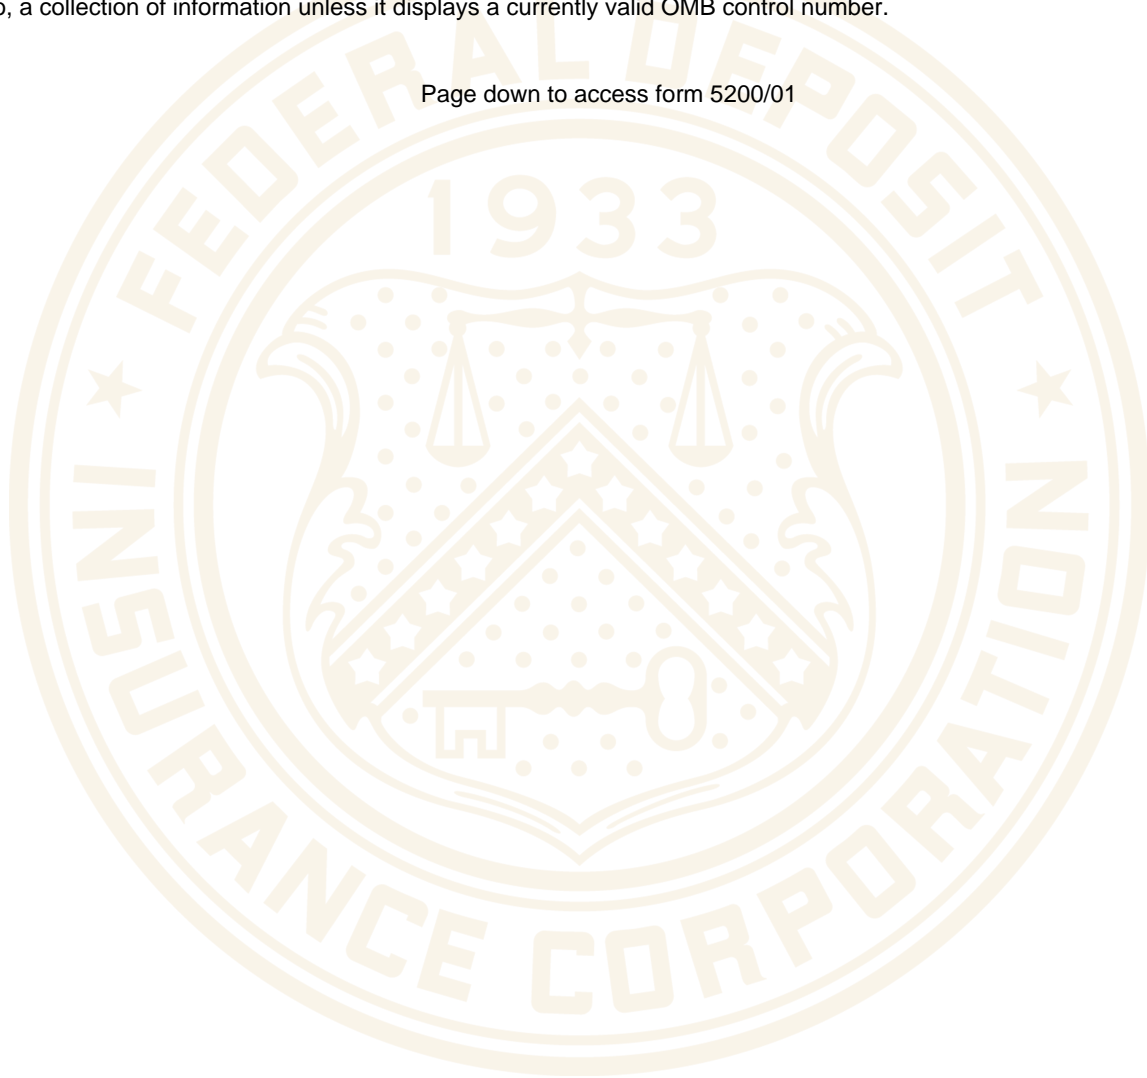 o, a collection of information unless it displays a currently valid OMB control number.
Page down to access form 5200/01
FEDERAL DEPOSIT
1933
INSURANCE CORPORATION